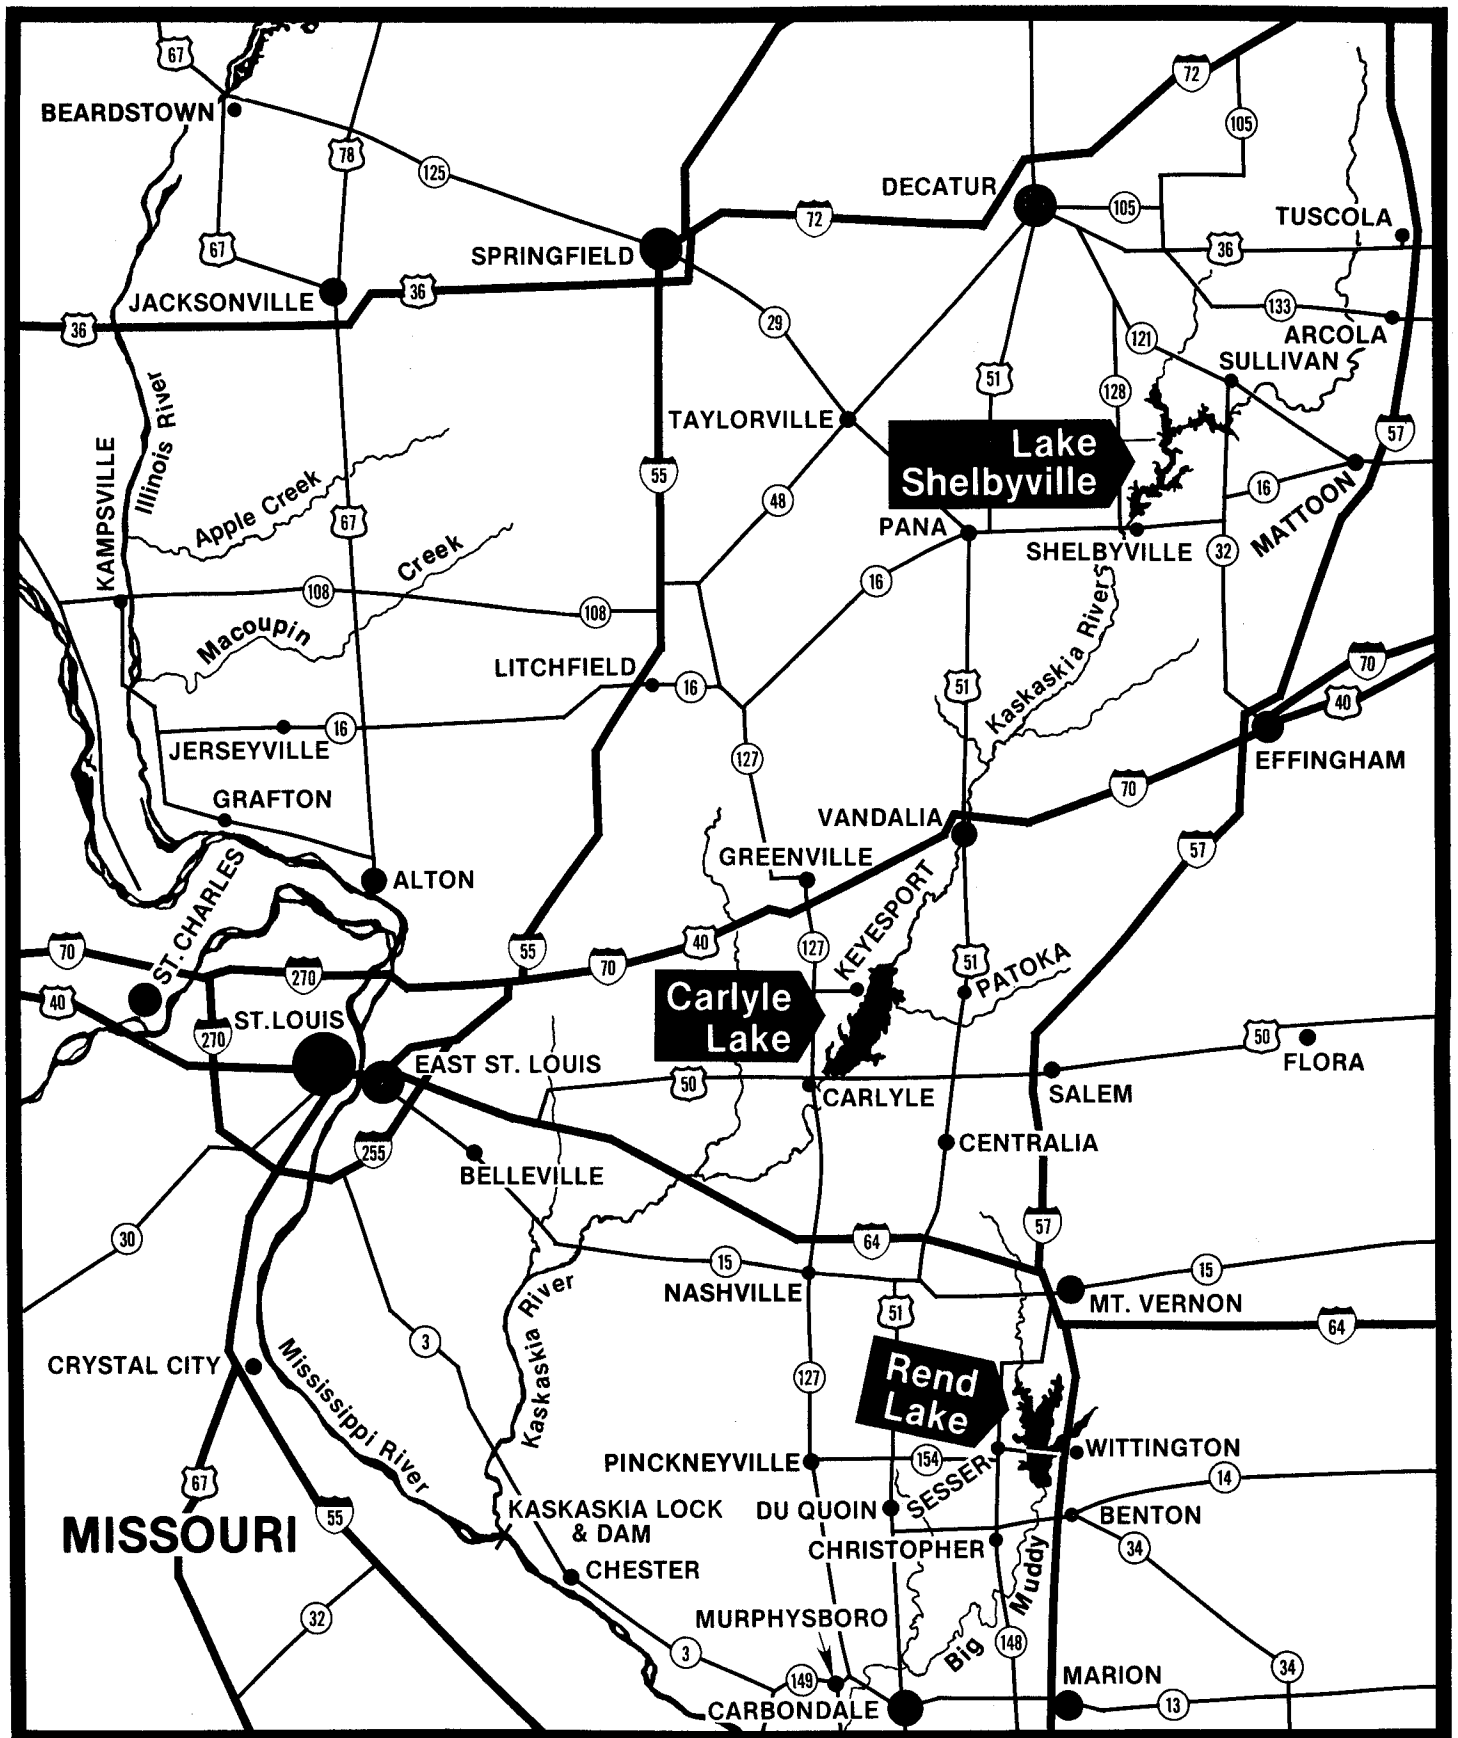 67
72
BEARDSTOWN
105
78
125
DECATUR
105
72
TUSCOLA
67
SPRINGFIELD
36
JACKSONVILLE
36
133
36
29
121
ARCOLA
SULLIVAN
51
128
Illinois River
TAYLORVILLE
57
Lake
Shelbyville
KAMPSVILLE
55
Apple Creek
48
16
MATTOON
67
PANA
SHELBYVILLE
32
Creek
16
108
108
Macoupin
Kaskaskia River
LITCHFIELD
16
51
70
40
JERSEYVILLE
16
127
EFFINGHAM
70
GRAFTON
VANDALIA
57
GREENVILLE
ALTON
ST. CHARLES
KEYESPORT
70
55
40
127
51
PATOKA
270
70
40
Carlyle
Lake
ST. LOUIS
270
50
FLORA
EAST ST. LOUIS
50
CARLYLE
SALEM
CENTRALIA
255
BELLEVILLE
30
57
64
15
15
NASHVILLE
MT. VERNON
51
64
Kaskaskia River
3
CRYSTAL CITY
Mississippi River
127
Rend
Lake
WITTINGTON
PINCKNEYVILLE
154
SESSER
14
67
55
KASKASKIA LOCK
& DAM
DU QUOIN
BENTON
MISSOURI
CHRISTOPHER
34
CHESTER
Big Muddy
32
MURPHYSBORO
3
148
34
149
MARION
CARBONDALE
13